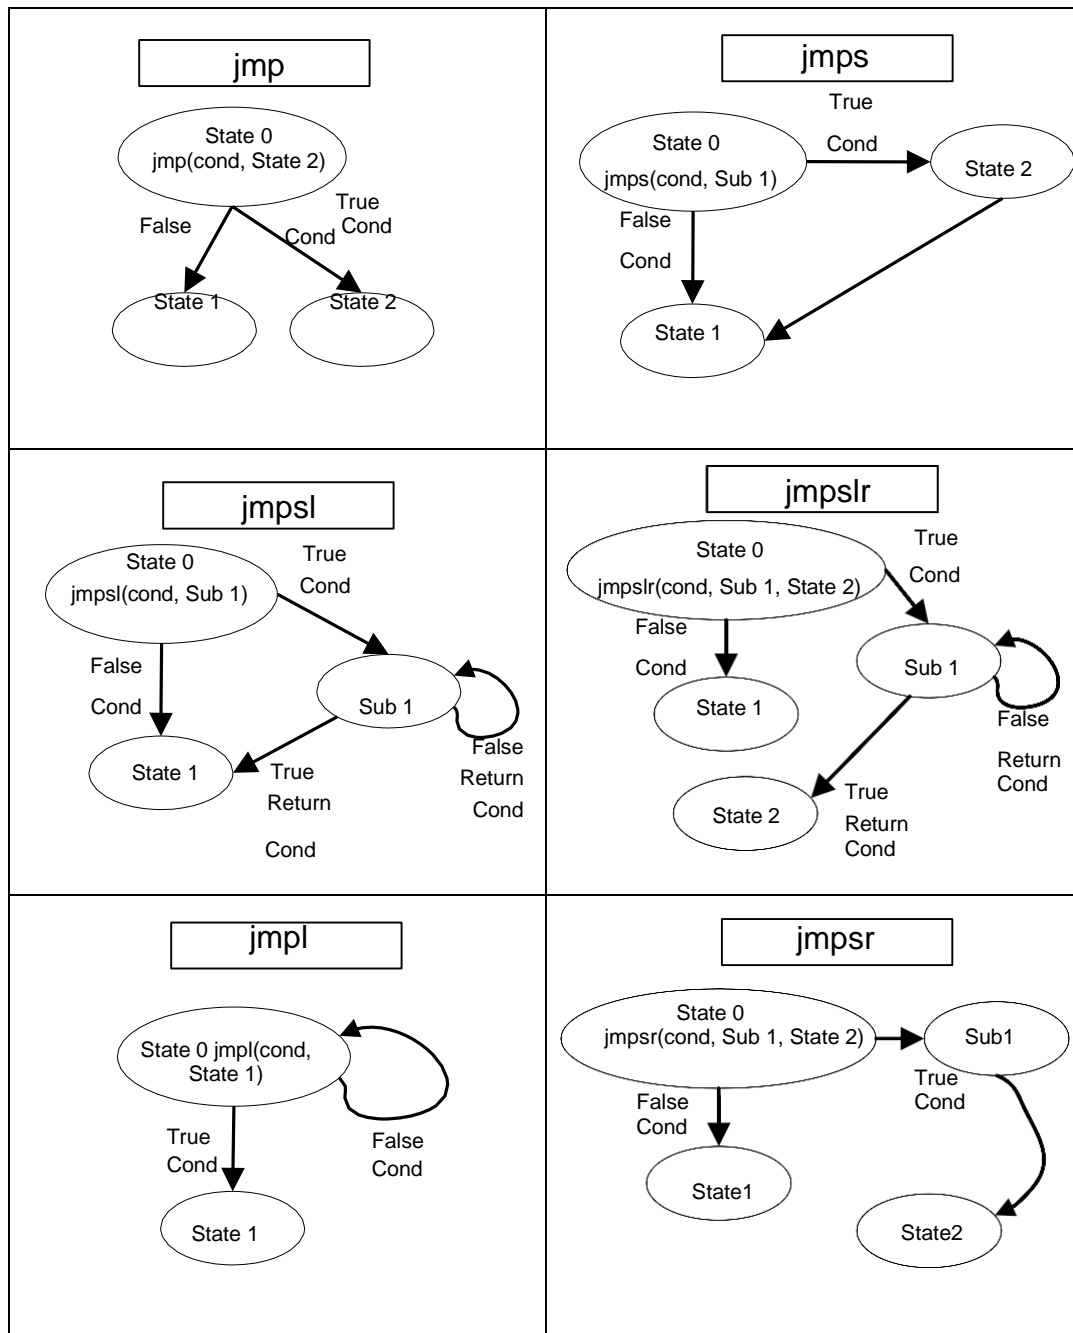 jmp
State 0
jmp(cond, State 2)
False
True
Cond
Cond
State 1
State 2
jmps
True
State 0
Cond
jmps(cond, Sub 1)
State 2
False
Cond
State 1
jmpsl
State 0
True
jmpsl(cond, Sub 1)
Cond
False
Cond
Sub 1
State 1
True
Return
Cond
False
Return
Cond
jmpslr
State 0
True
Cond
jmpslr(cond, Sub 1, State 2)
False
Cond
Sub 1
State 1
False
Return
Cond
State 2
True
Return
Cond
jmpl
State 0 jmpl(cond,
State 1)
True
Cond
False
Cond
State 1
jmpsr
State 0
jmpsr(cond, Sub 1, State 2)
Sub1
True
Cond
False
Cond
State1
State2